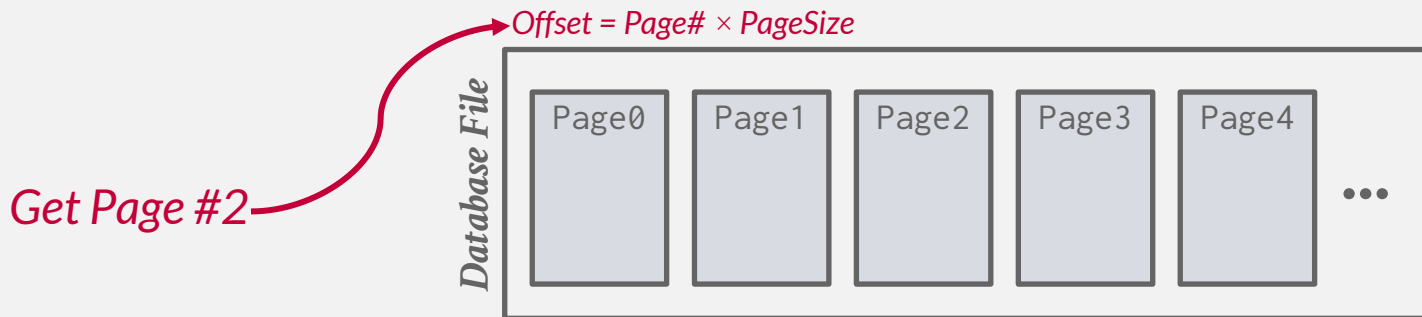 Offset = Page# × PageSize
Get Page #2
Database File
Page0 Page1 Page2 Page3 Page4
•••